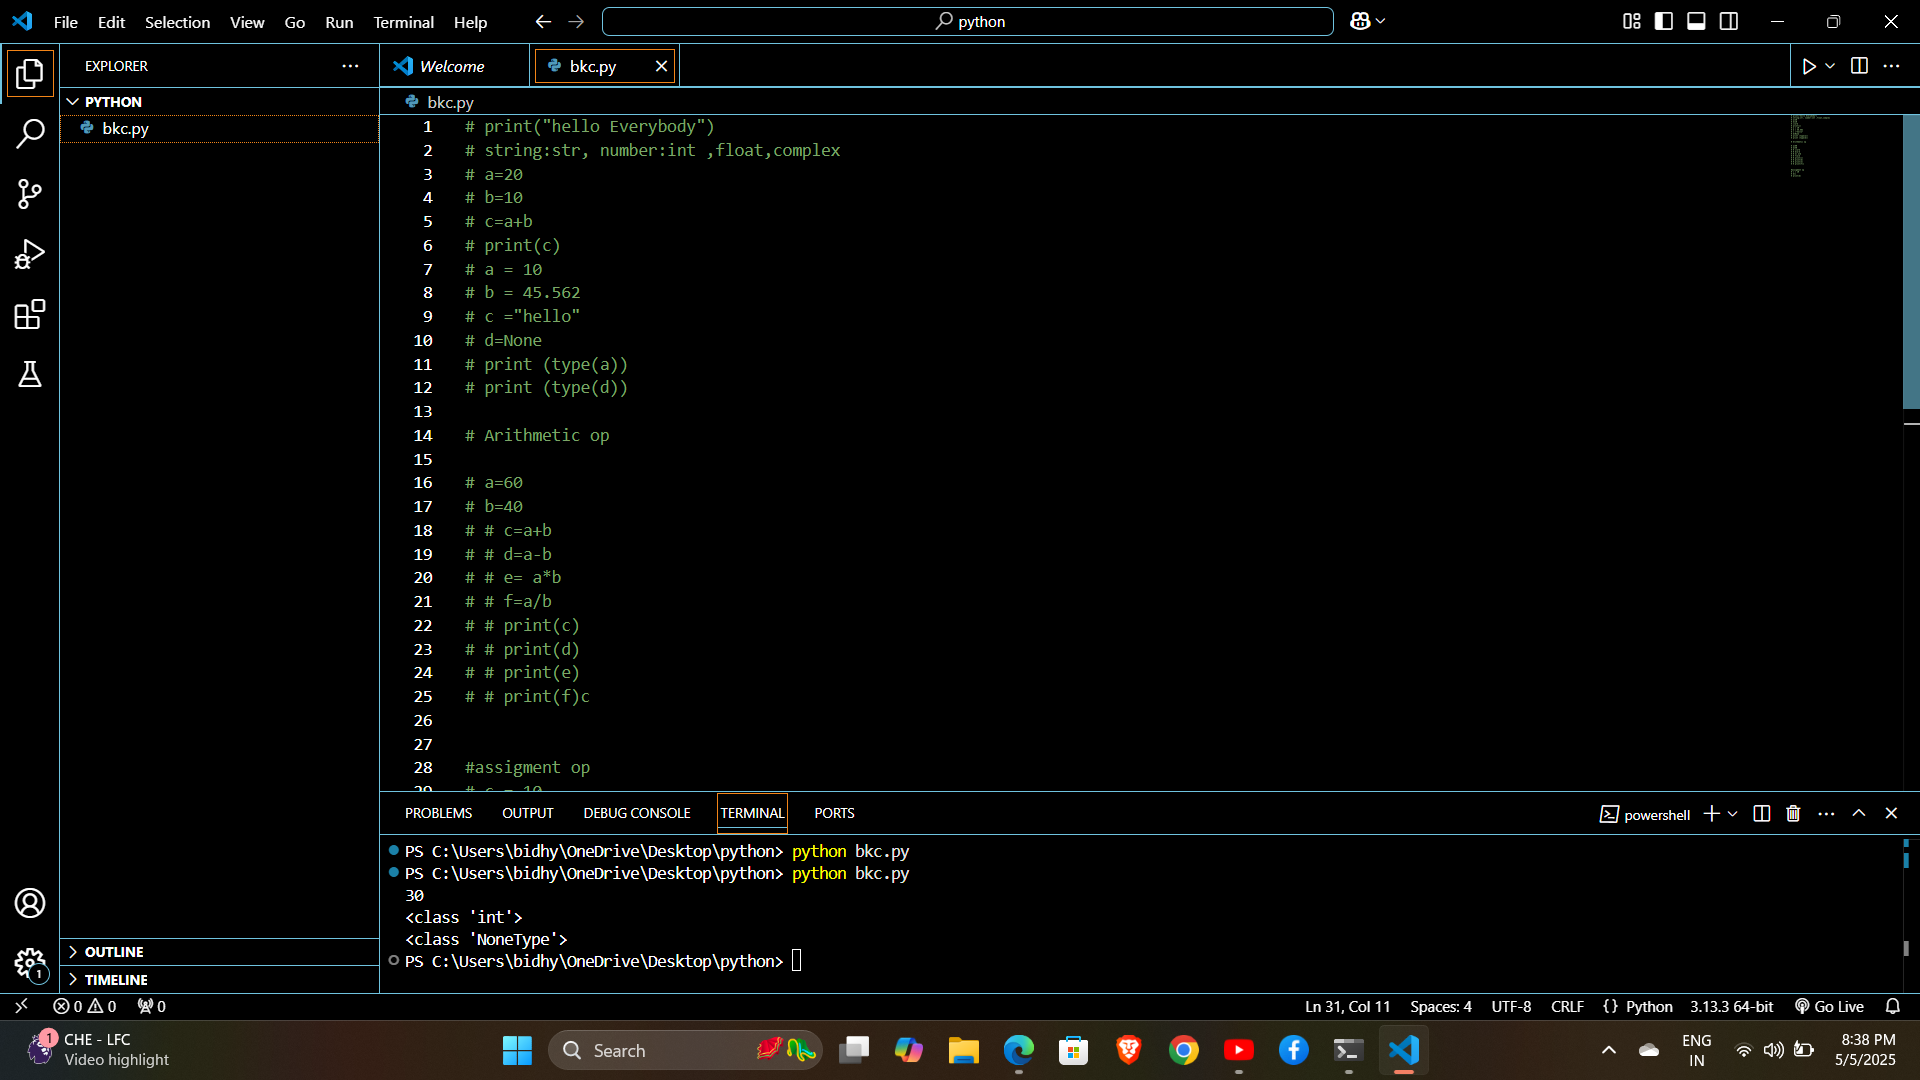 File Edit Selection View Go Run Terminal Help
python
EXPLORER
Welcome
bkc.py
PYTHON
bkc.py
bkc.py
1 # print("hello Everybody")
2 # string:str, number:int ,float,complex
3 # a=20
4 # b=10
5 # c=a+b
6 # print(c)
7 # a = 10
8 # b = 45.562
9 # c ="hello"
10 # d=None
11 # print (type(a))
12 # print (type(d))
13
14 # Arithmetic op
15
16 # a=60
17 # b=40
18 # # c=a+b
19 # # d=a-b
20 # # e= a*b
21 # # f=a/b
22 # # print(c)
23 # # print(d)
24 # # print(e)
25 # # print(f)c
26
27
28 #assigment op
PROBLEMS OUTPUT DEBUG CONSOLE TERMINAL PORTS
powershell
PS C:\Users\bidhy\OneDrive\Desktop\python> python bkc.py
PS C:\Users\bidhy\OneDrive\Desktop\python> python bkc.py
30
<class 'int'>
<class 'NoneType'>
PS C:\Users\bidhy\OneDrive\Desktop\python>
OUTLINE
TIMELINE
1
0 0 0
Ln 31, Col 11 Spaces: 4 UTF-8 CRLF {} Python 3.13.3 64-bit Go Live
1
CHE - LFC
Video highlight
Search
ENG
IN
8:38 PM
5/5/2025